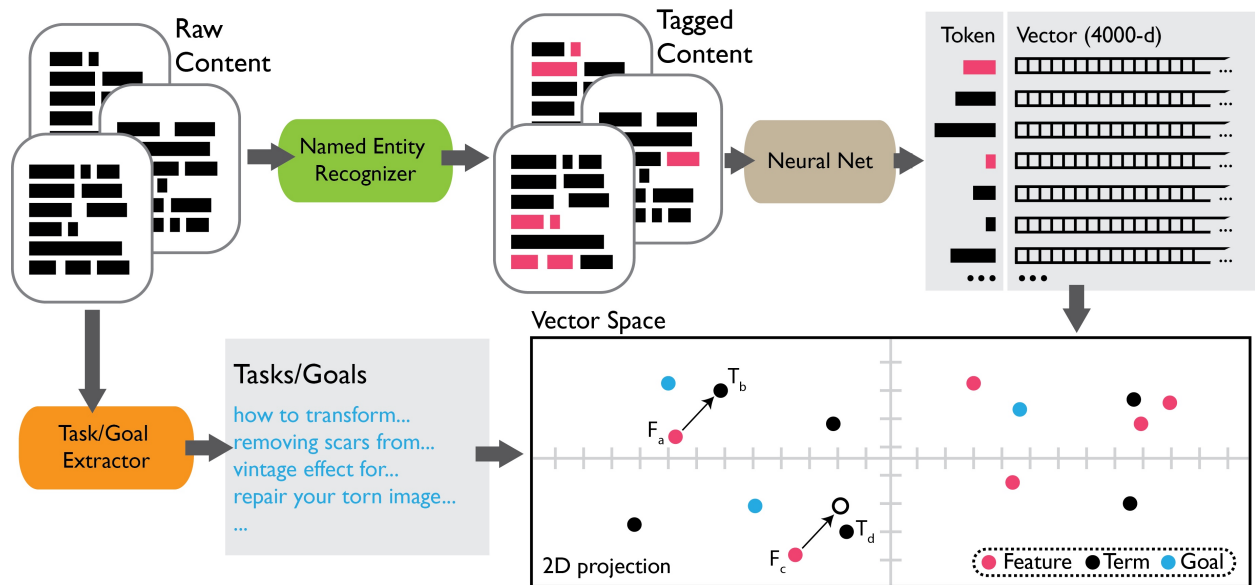 Raw
Content
Named Entity
Recognizer
Tagged
Content
Neural Net
Token
Vector (4000-d)
...
...
...
...
...
...
...
•••
•••
Task/Goal
Extractor
Tasks/Goals
how to transform...
removing scars from...
vintage effect for...
repair your torn image...
...
Vector Space
T_b
F_a
T_d
F_c
2D projection
Feature
Term
Goal